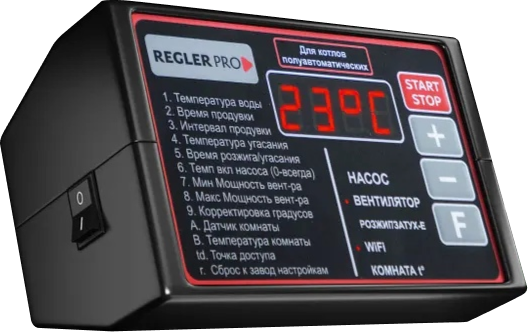 REGLER PRO
Для котлов
полуавтоматических
23°C
START
STOP
+
−
F
1. Температура воды
2. Время продувки
3. Интервал продувки
4. Температура угасания
5. Время розжига/угасания
6. Темп вкл насоса (0-всегда)
7. Мин Мощность вент-ра
8. Макс Мощность вент-ра
9. Корректировка градусов
A. Датчик комнаты
B. Температура комнаты
td. Точка доступа
r. Сброс к завод настройкам
НАСОС
ВЕНТИЛЯТОР
РОЗЖИГ\ЗАТУХ-Е
WIFI
КОМНАТА t°
O
I